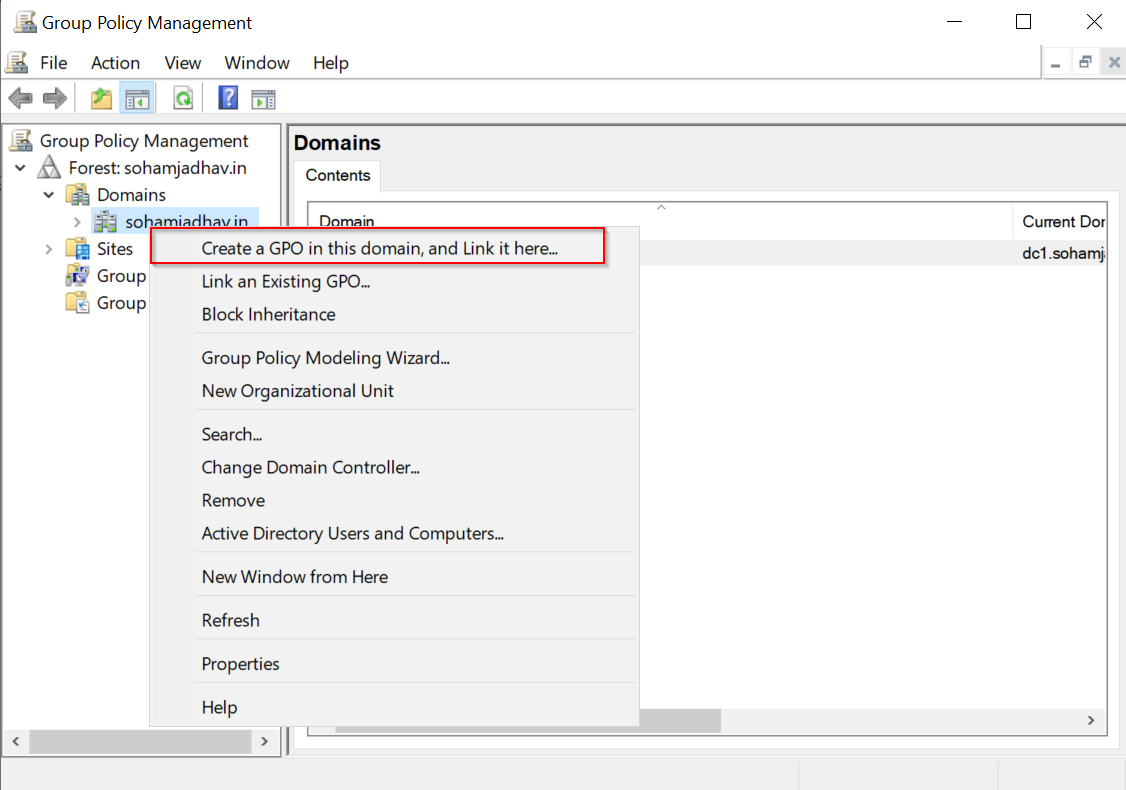 Group Policy Management
File Action View Window Help
Group Policy Management
Forest: sohamjadhav.in
Domains
sohamjadhav.in
Sites
Group
Group
Domains
Contents
Domain
Current Dor
dc1.sohamj
Create a GPO in this domain, and Link it here...
Link an Existing GPO...
Block Inheritance
Group Policy Modeling Wizard...
New Organizational Unit
Search...
Change Domain Controller...
Remove
Active Directory Users and Computers...
New Window from Here
Refresh
Properties
Help